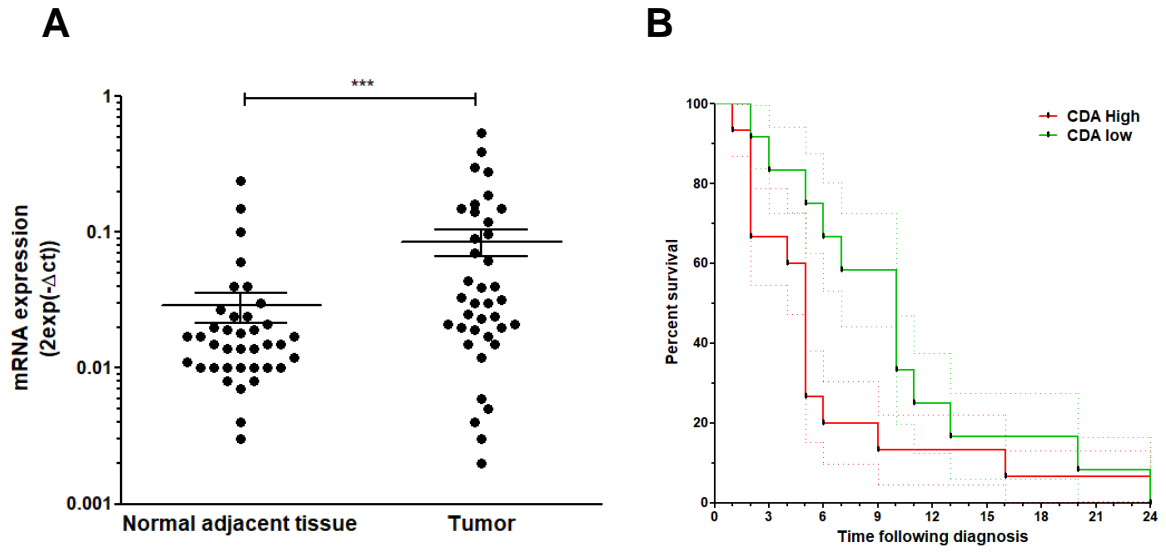 A
B
***
1
0.1
0.01
0.001
mRNA expression
(2exp(-Δct))
Normal adjacent tissue
Tumor
CDA High
CDA low
100
80
60
40
20
0
Percent survival
0 3 6 9 12 15 18 21 24
Time following diagnosis